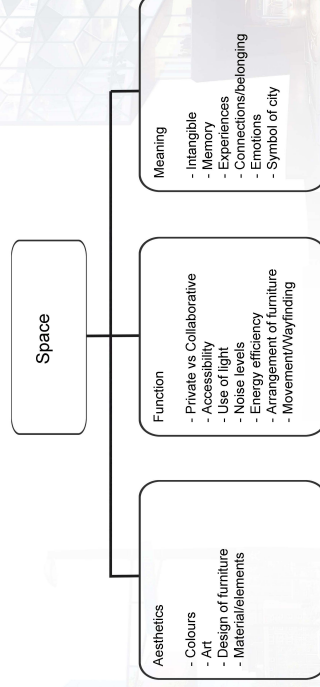 Space
Aesthetics
- Colours
- Art
- Design of furniture
- Material/elements
Function
- Private vs Collaborative
- Accessibility
- Use of light
- Noise levels
- Energy efficiency
- Arrangement of furniture
- Movement/Wayfinding
Meaning
- Intangible
- Memory
- Experiences
- Connections/belonging
- Emotions
- Symbol of city